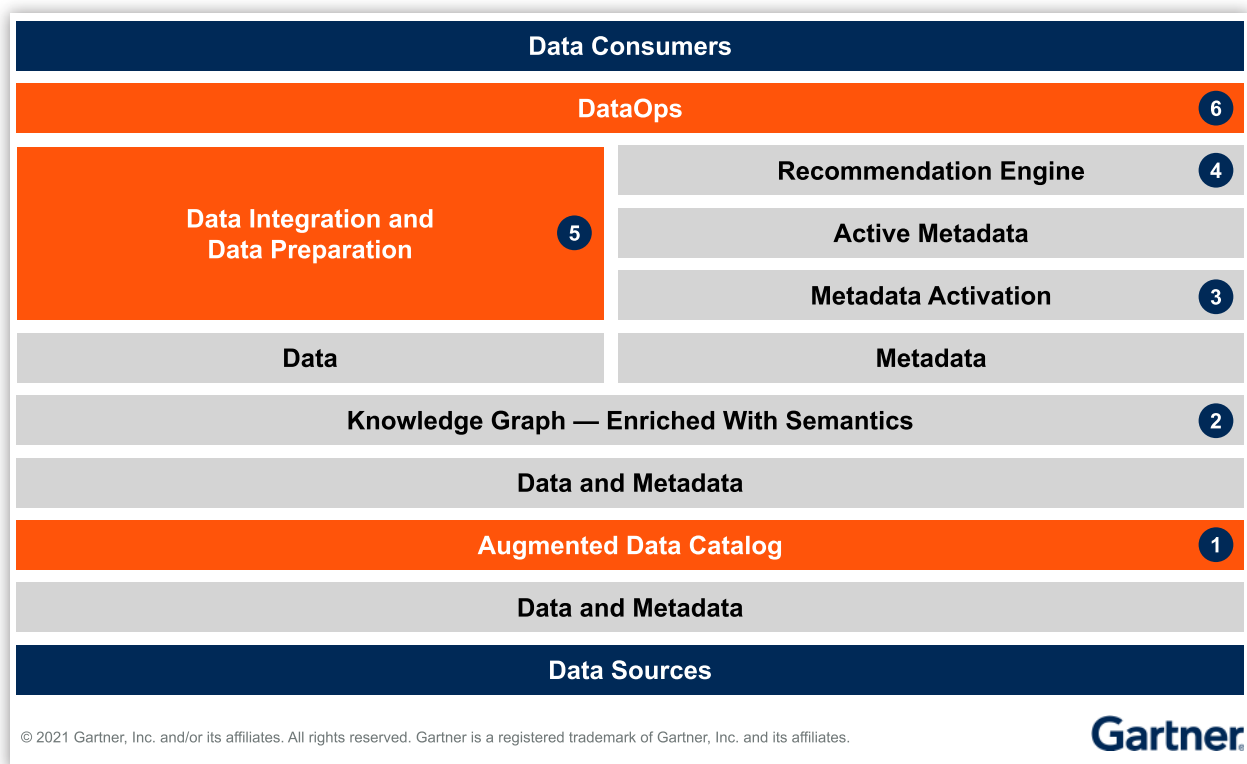 Data Consumers
DataOps
6
Data Integration and
Data Preparation
5
Recommendation Engine
4
Active Metadata
Metadata Activation
3
Data
Metadata
Knowledge Graph — Enriched With Semantics
2
Data and Metadata
Augmented Data Catalog
1
Data and Metadata
Data Sources
© 2021 Gartner, Inc. and/or its affiliates. All rights reserved. Gartner is a registered trademark of Gartner, Inc. and its affiliates.
Gartner®